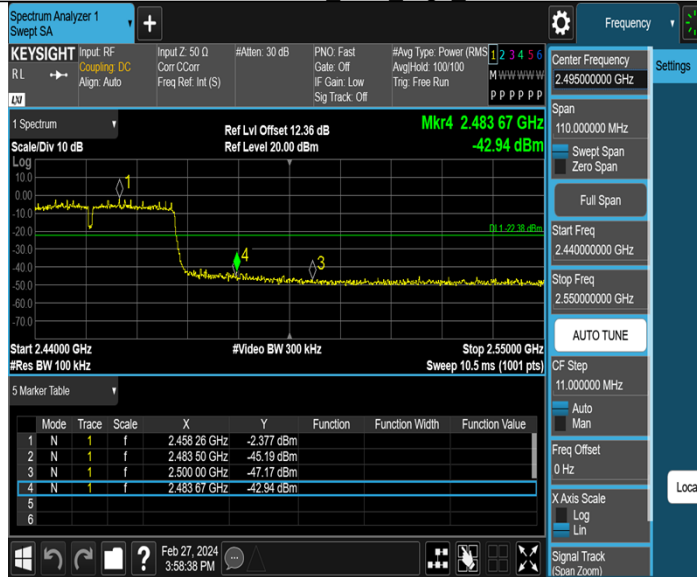 Spectrum Analyzer 1
Swept SA
+
Frequency
KEYSIGHT
RL
LXI
Input: RF
Coupling: DC
Align: Auto
Input Z: 50 Ω
Corr CCorr
Freq Ref: Int (S)
#Atten: 30 dB
PNO: Fast
Gate: Off
IF Gain: Low
Sig Track: Off
#Avg Type: Power (RMS
Avg|Hold: 100/100
Trig: Free Run
1 2 3 4 5 6
M W W W W W
P P P P P P
1 Spectrum
Scale/Div 10 dB
Ref Lvl Offset 12.36 dB
Ref Level 20.00 dBm
Mkr4 2.483 67 GHz
-42.94 dBm
Log
10.0
0.00
-10.0
-20.0
-30.0
-40.0
-50.0
-60.0
-70.0
1
4
3
DL1 -22.38 dBm
Start 2.44000 GHz
#Res BW 100 kHz
#Video BW 300 kHz
Stop 2.55000 GHz
Sweep 10.5 ms (1001 pts)
5 Marker Table
Mode Trace Scale X Y Function Function Width Function Value
1 N 1 f 2.458 26 GHz -2.377 dBm
2 N 1 f 2.483 50 GHz -45.19 dBm
3 N 1 f 2.500 00 GHz -47.17 dBm
4 N 1 f 2.483 67 GHz -42.94 dBm
5
6
?
Feb 27, 2024
3:58:38 PM
Center Frequency
2.495000000 GHz
Span
110.000000 MHz
Swept Span
Zero Span
Full Span
Start Freq
2.440000000 GHz
Stop Freq
2.550000000 GHz
AUTO TUNE
CF Step
11.000000 MHz
Auto
Man
Freq Offset
0 Hz
X Axis Scale
Log
Lin
Signal Track
(Span Zoom)
Settings
Loca